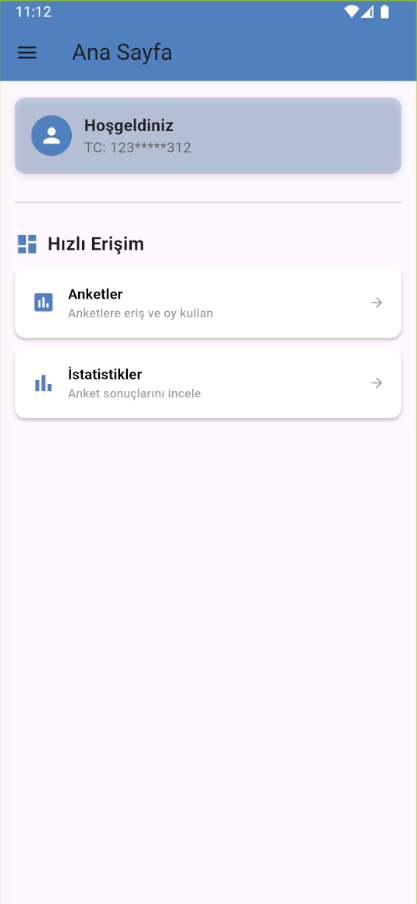 11:12
Ana Sayfa
Hoşgeldiniz
TC: 123*****312
Hızlı Erişim
Anketler
Anketlere eriş ve oy kullan
İstatistikler
Anket sonuçlarını incele